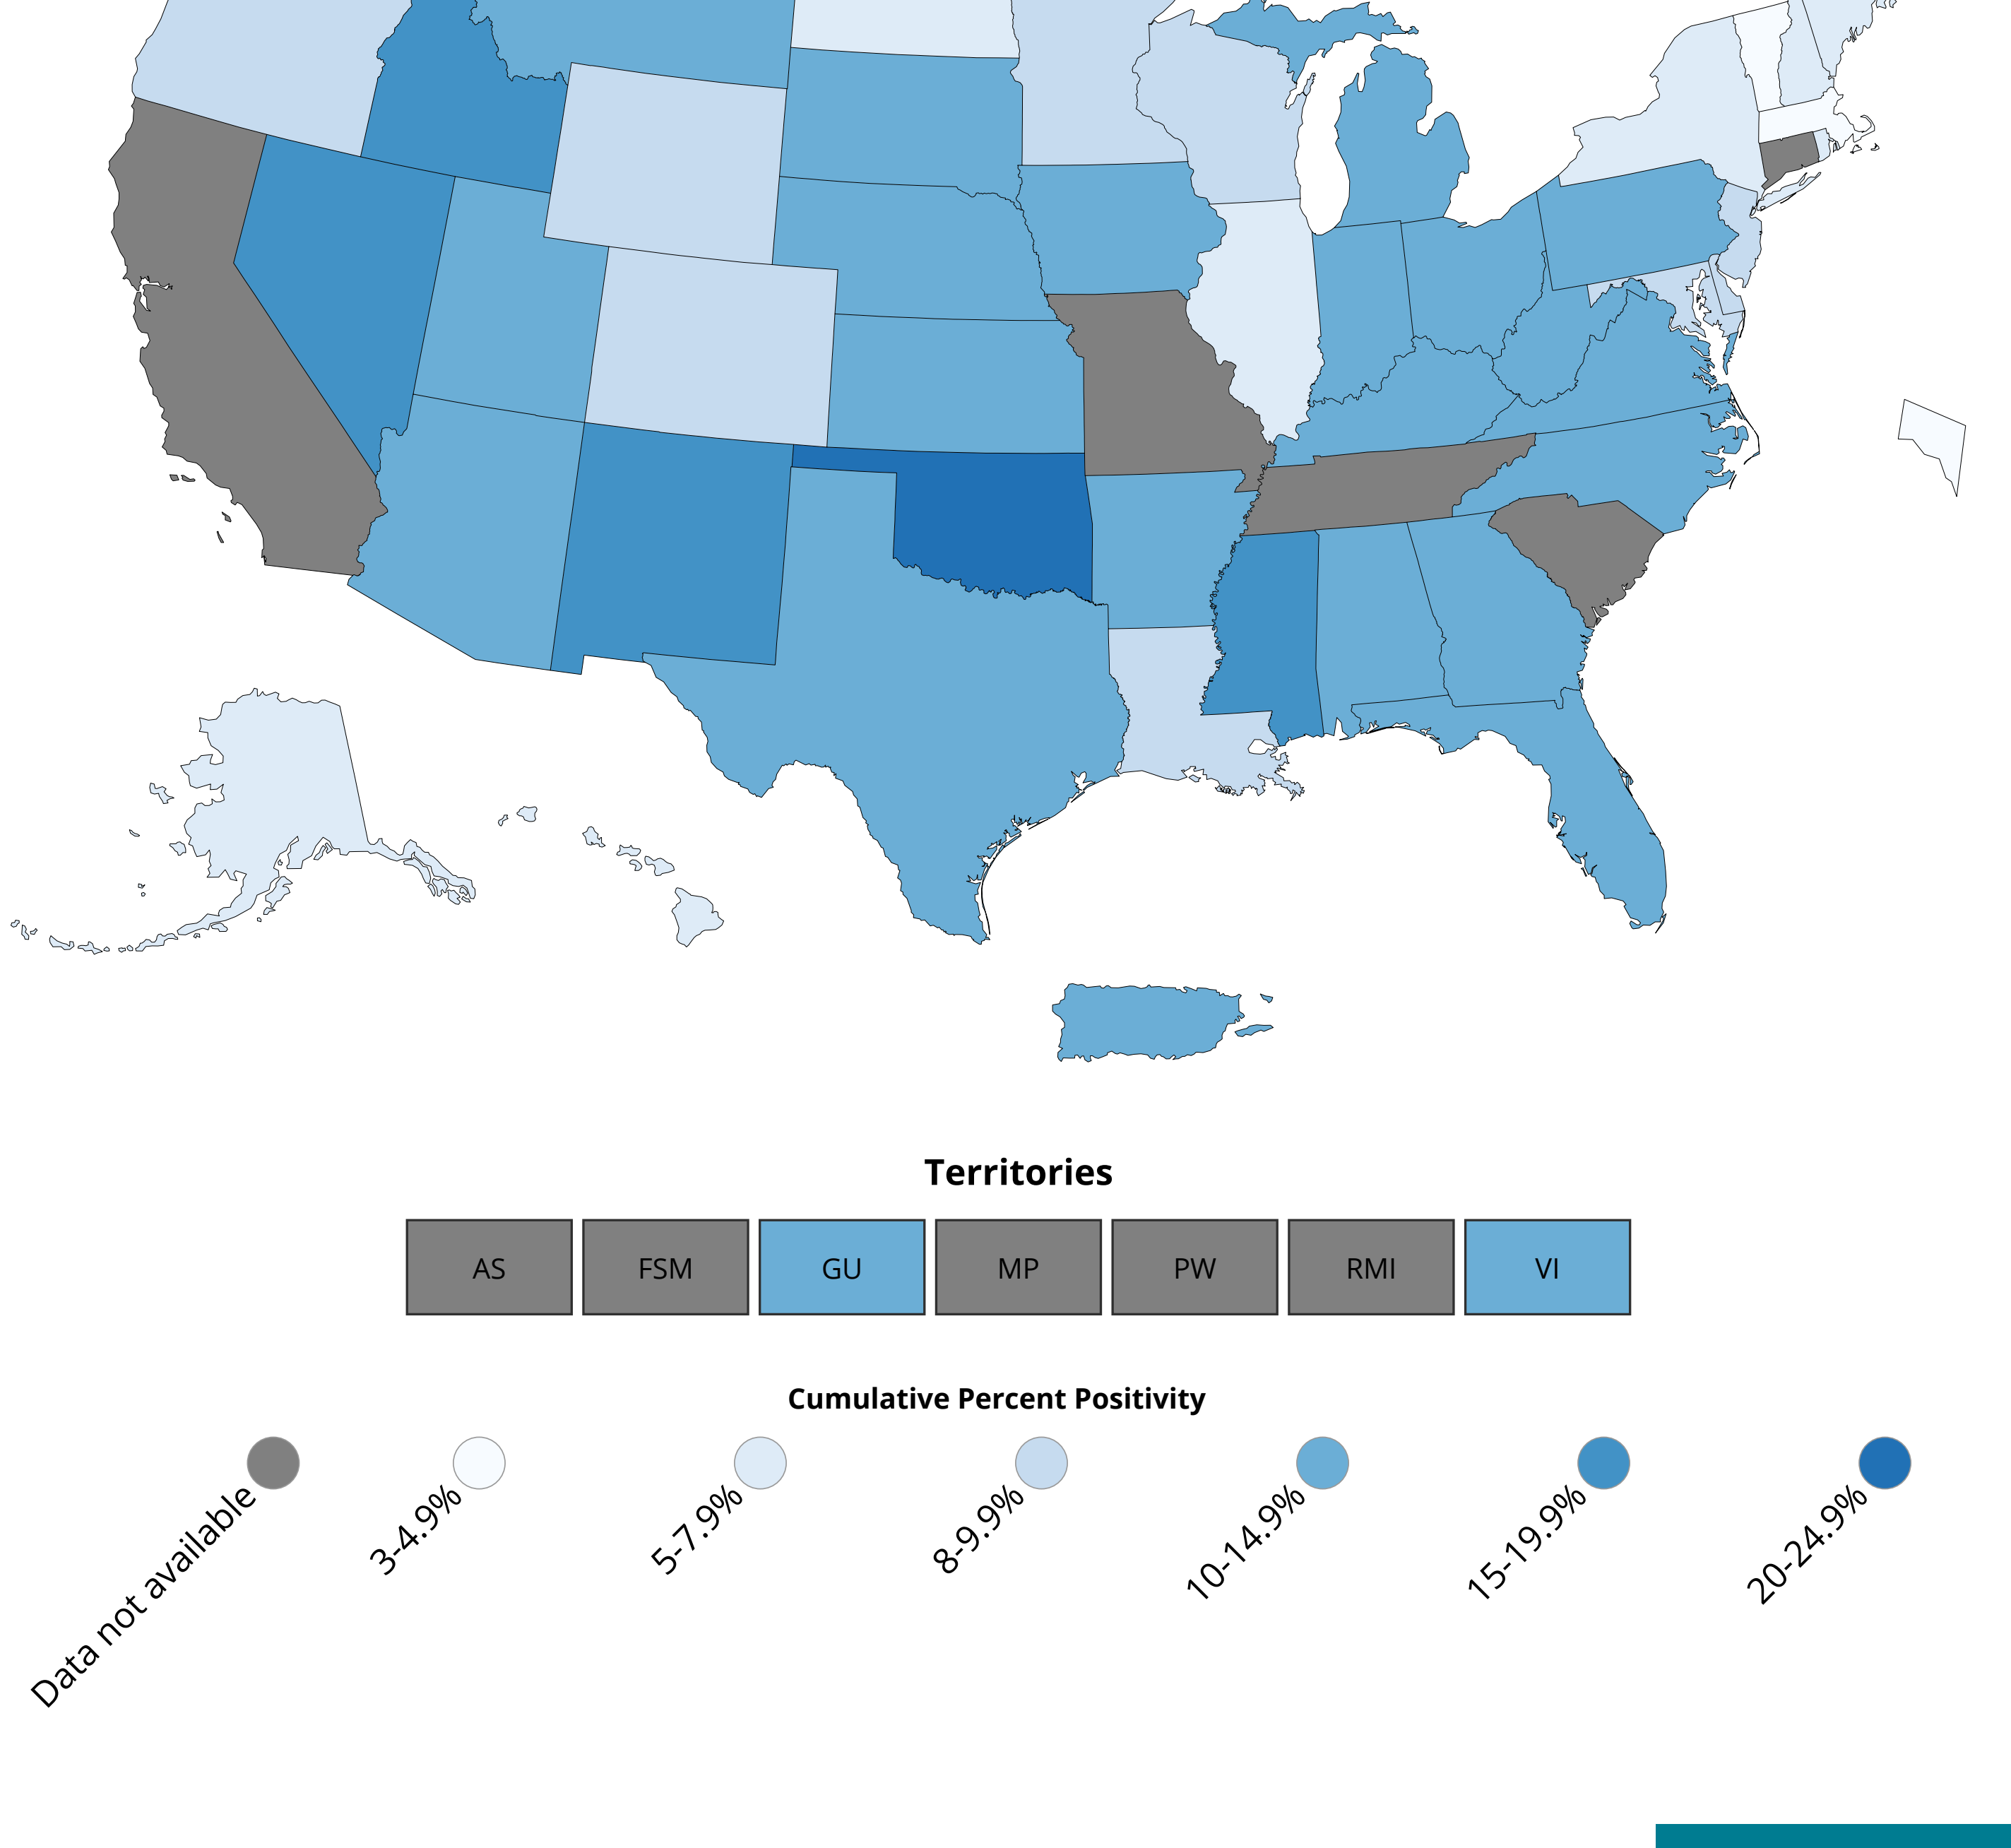 Territories
AS FSM GU MP PW RMI VI
Cumulative Percent Positivity
Data not available
3-4.9%
5-7.9%
8-9.9%
10-14.9%
15-19.9%
20-24.9%